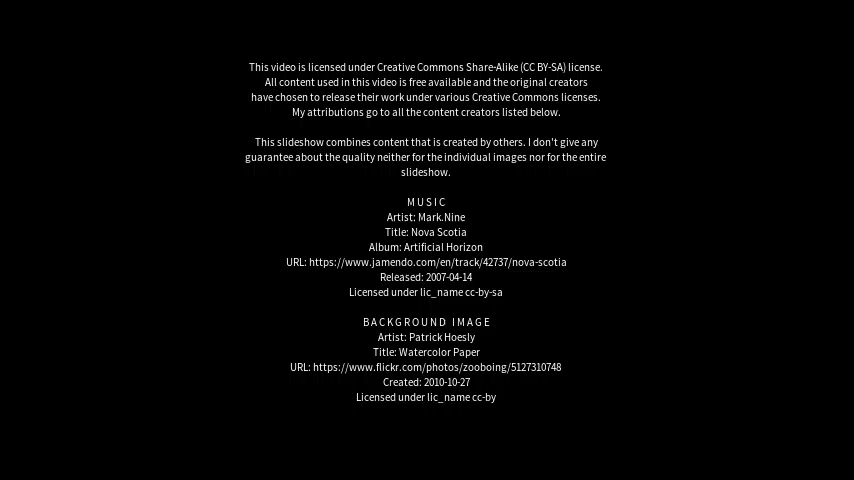 This video is licensed under Creative Commons Share-Alike (CC BY-SA) license.
All content used in this video is free available and the original creators
have chosen to release their work under various Creative Commons licenses.
My attributions go to all the content creators listed below.
This slideshow combines content that is created by others. I don't give any
guarantee about the quality neither for the individual images nor for the entire
slideshow.
MUSIC
Artist: Mark.Nine
Title: Nova Scotia
Album: Artificial Horizon
URL: https://www.jamendo.com/en/track/42737/nova-scotia
Released: 2007-04-14
Licensed under lic_name cc-by-sa
BACKGROUND IMAGE
Artist: Patrick Hoesly
Title: Watercolor Paper
URL: https://www.flickr.com/photos/zooboing/5127310748
Created: 2010-10-27
Licensed under lic_name cc-by